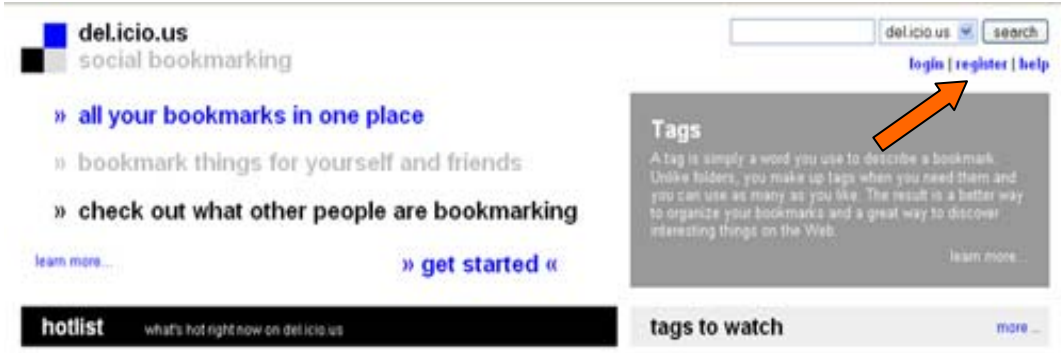 del.icio.us
social bookmarking
del.icio.us search
login | register | help
» all your bookmarks in one place
» bookmark things for yourself and friends
» check out what other people are bookmarking
learn more...
» get started «
Tags
A tag is simply a word you use to describe a bookmark.
Unlike folders, you make up tags when you need them and
you can use as many as you like. The result is a better way
to organize your bookmarks and a great way to discover
interesting things on the Web.
learn more...
hotlist what's hot right now on del.icio.us
tags to watch more...